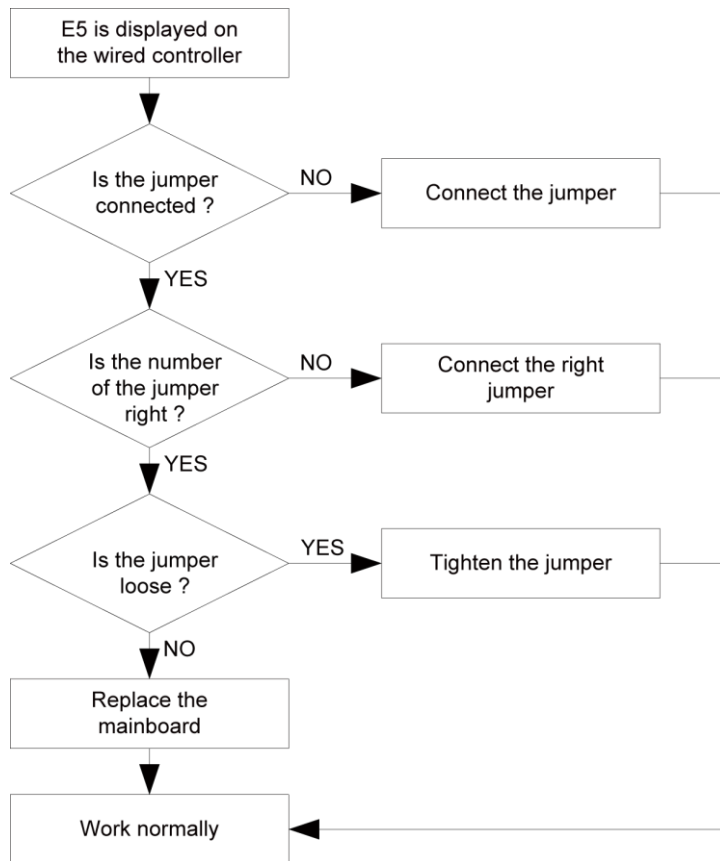 E5 is displayed on
the wired controller
Is the jumper
connected ?
NO
Connect the jumper
YES
Is the number
of the jumper
right ?
NO
Connect the right
jumper
YES
Is the jumper
loose ?
YES
Tighten the jumper
NO
Replace the
mainboard
Work normally